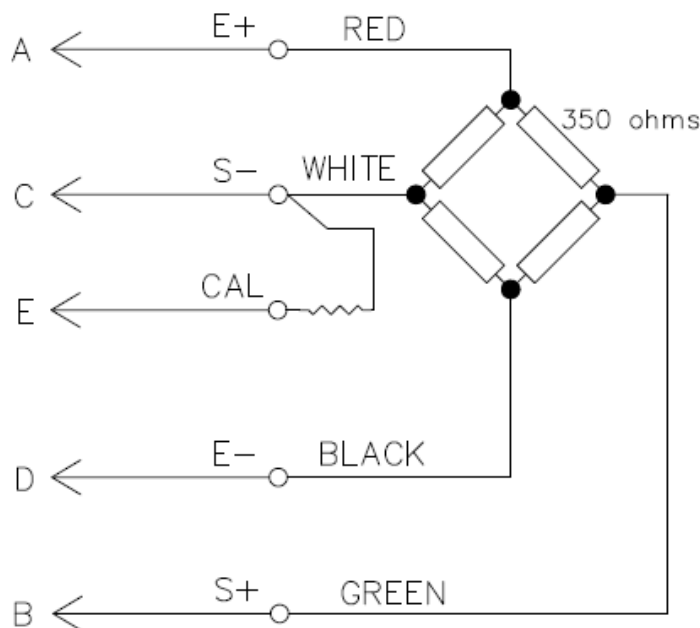 A E+ RED
350 ohms
C S- WHITE
E CAL
D E- BLACK
B S+ GREEN